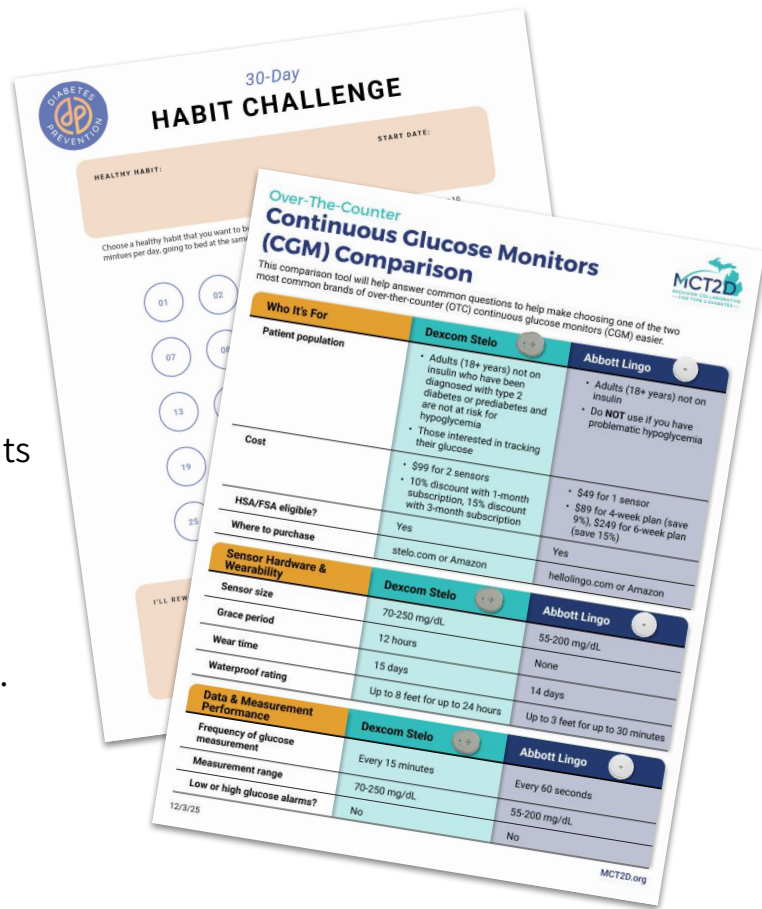 DIABETES
PREVENTION
30-Day
HABIT CHALLENGE
HEALTHY HABIT:
START DATE:
Choose a healthy habit that you want to
mintues per day, going to bed at the same
01
02
07
13
19
25
I'LL
ts
.
Over-The-Counter
Continuous Glucose Monitors
(CGM) Comparison
MCT2D
MICHIGAN COLLABORATIVE
FOR TYPE 2 DIABETES
This comparison tool will help answer common questions to help make choosing one of the two
most common brands of over-ther-counter (OTC) continuous glucose monitors (CGM) easier.
Who It's For
Dexcom Stelo
Abbott Lingo
Patient population
• Adults (18+ years) not on
insulin who have been
diagnosed with type 2
diabetes or prediabetes and
are not at risk for
hypoglycemia
• Those interested in tracking
their glucose
• Adults (18+ years) not on
insulin
• Do NOT use if you have
problematic hypoglycemia
Cost
• $99 for 2 sensors
• 10% discount with 1-month
subscription, 15% discount
with 3-month subscription
• $49 for 1 sensor
• $89 for 4-week plan (save
9%), $249 for 6-week plan
(save 15%)
HSA/FSA eligible?
Yes
Yes
Where to purchase
stelo.com or Amazon
hellolingo.com or Amazon
Sensor Hardware &
Wearability
Dexcom Stelo
Abbott Lingo
Sensor size
70-250 mg/dL
55-200 mg/dL
Grace period
12 hours
None
Wear time
15 days
14 days
Waterproof rating
Up to 8 feet for up to 24 hours
Up to 3 feet for up to 30 minutes
Data & Measurement
Performance
Dexcom Stelo
Abbott Lingo
Frequency of glucose
measurement
Every 15 minutes
Every 60 seconds
Measurement range
70-250 mg/dL
55-200 mg/dL
Low or high glucose alarms?
No
No
12/3/25
MCT2D.org